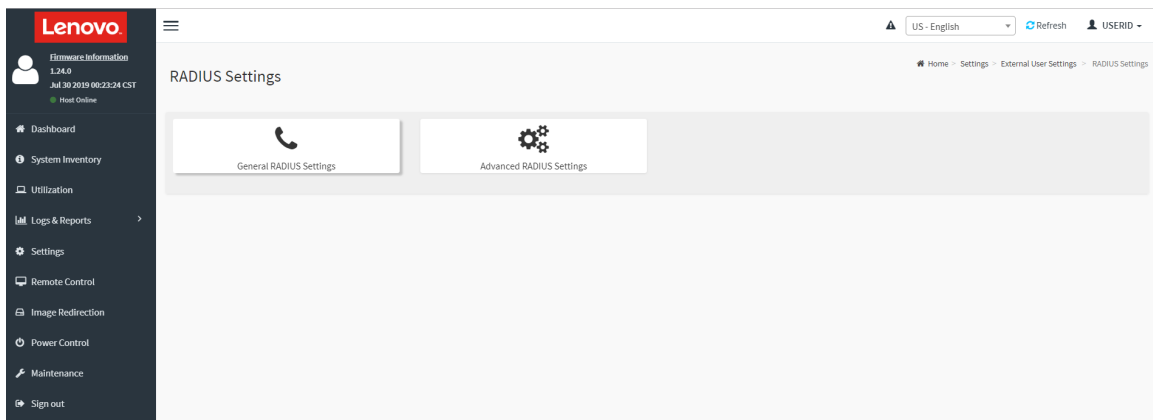 Lenovo.
Firmware Information
1.24.0
Jul 30 2019 00:23:24 CST
Host Online
Dashboard
System Inventory
Utilization
Logs & Reports
Settings
Remote Control
Image Redirection
Power Control
Maintenance
Sign out
US - English
Refresh
USERID
RADIUS Settings
Home > Settings > External User Settings > RADIUS Settings
General RADIUS Settings
Advanced RADIUS Settings